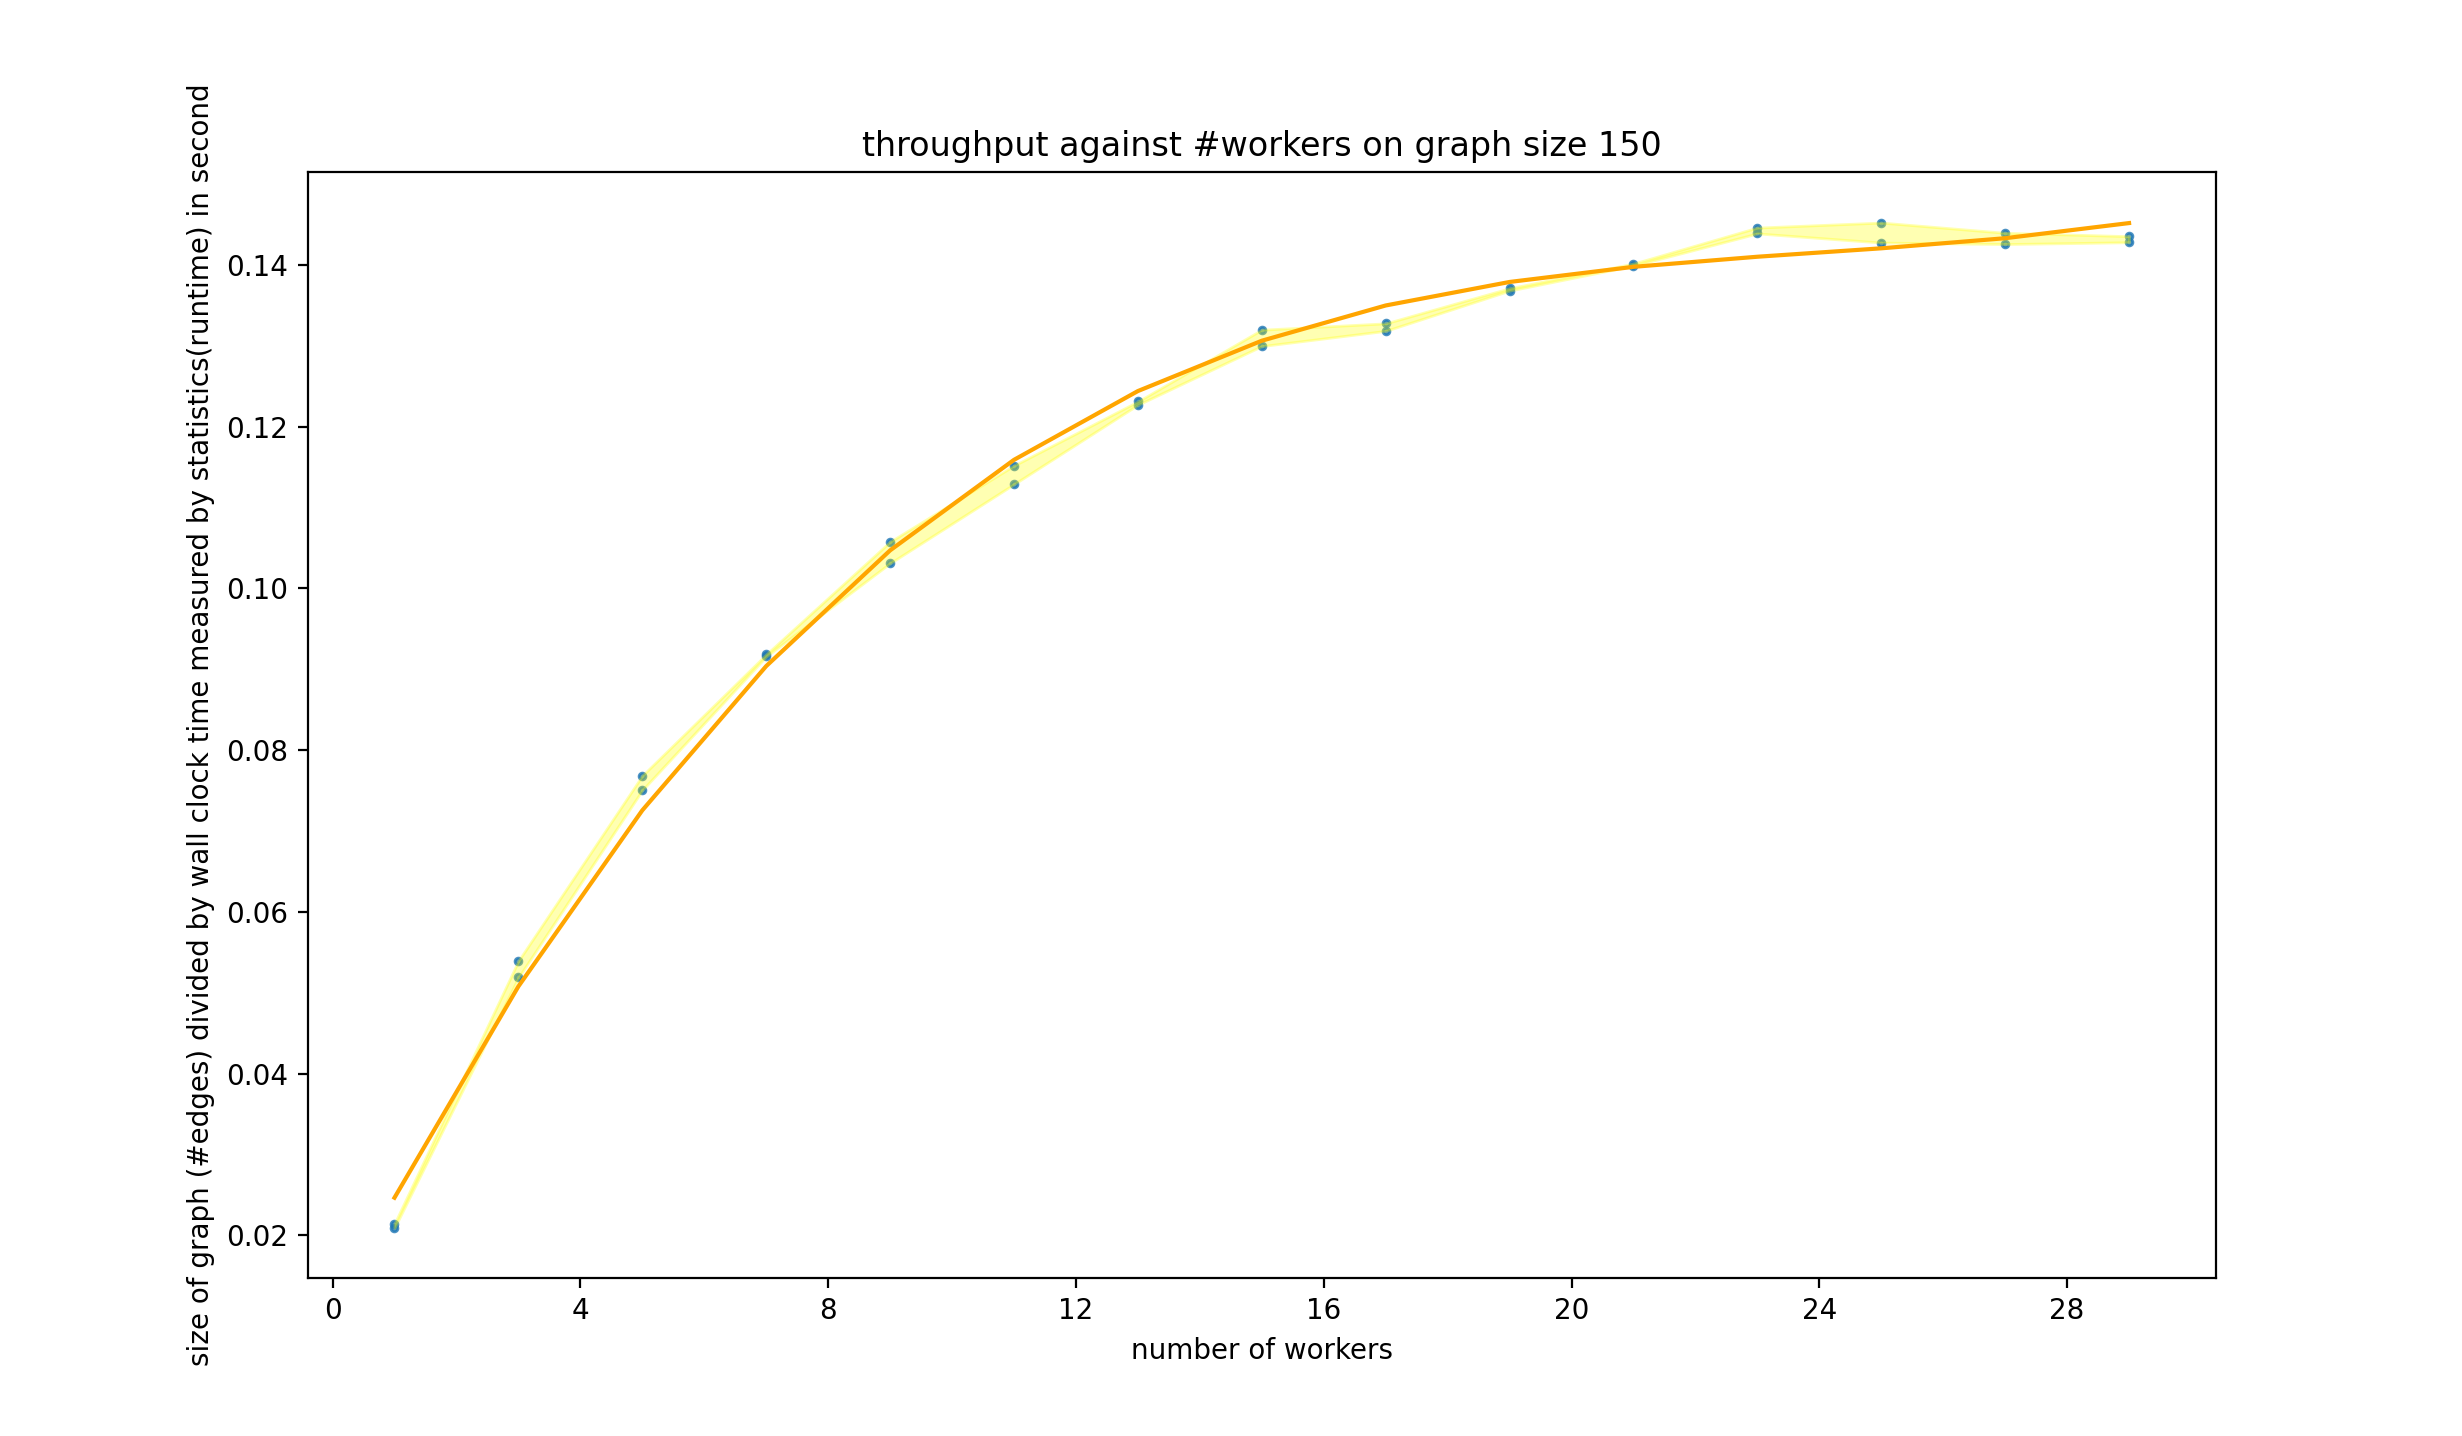 throughput against #workers on graph size 150
size of graph (#edges) divided by wall clock time measured by statistics(runtime) in second
0.14
0.12
0.10
0.08
0.06
0.04
0.02
0 4 8 12 16 20 24 28
number of workers